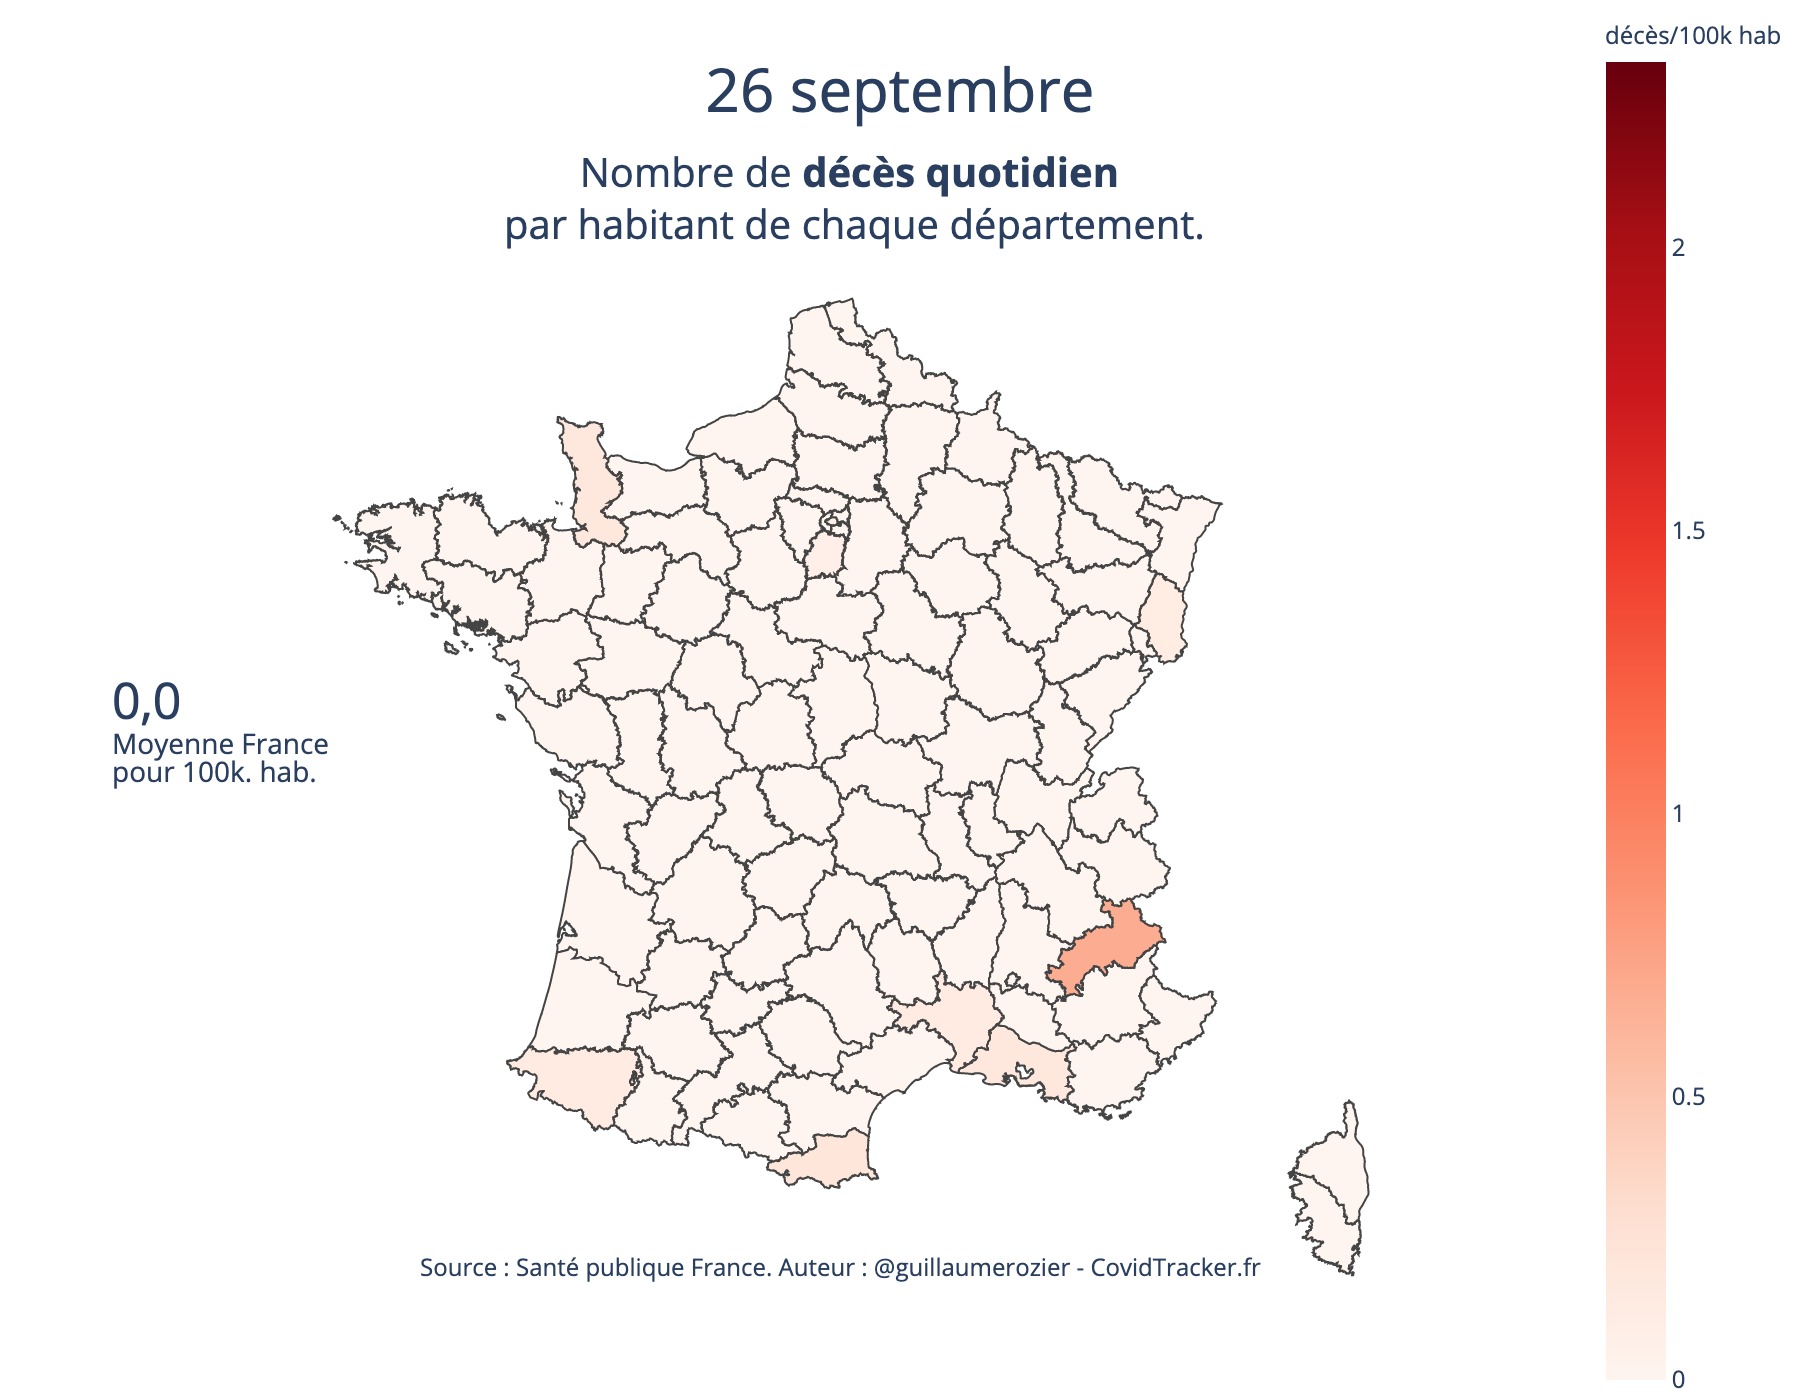 décès/100k hab
26 septembre
Nombre de décès quotidien
par habitant de chaque département.
2
1.5
0,0
Moyenne France
pour 100k. hab.
1
0.5
Source : Santé publique France. Auteur : @guillaumerozier - CovidTracker.fr
0